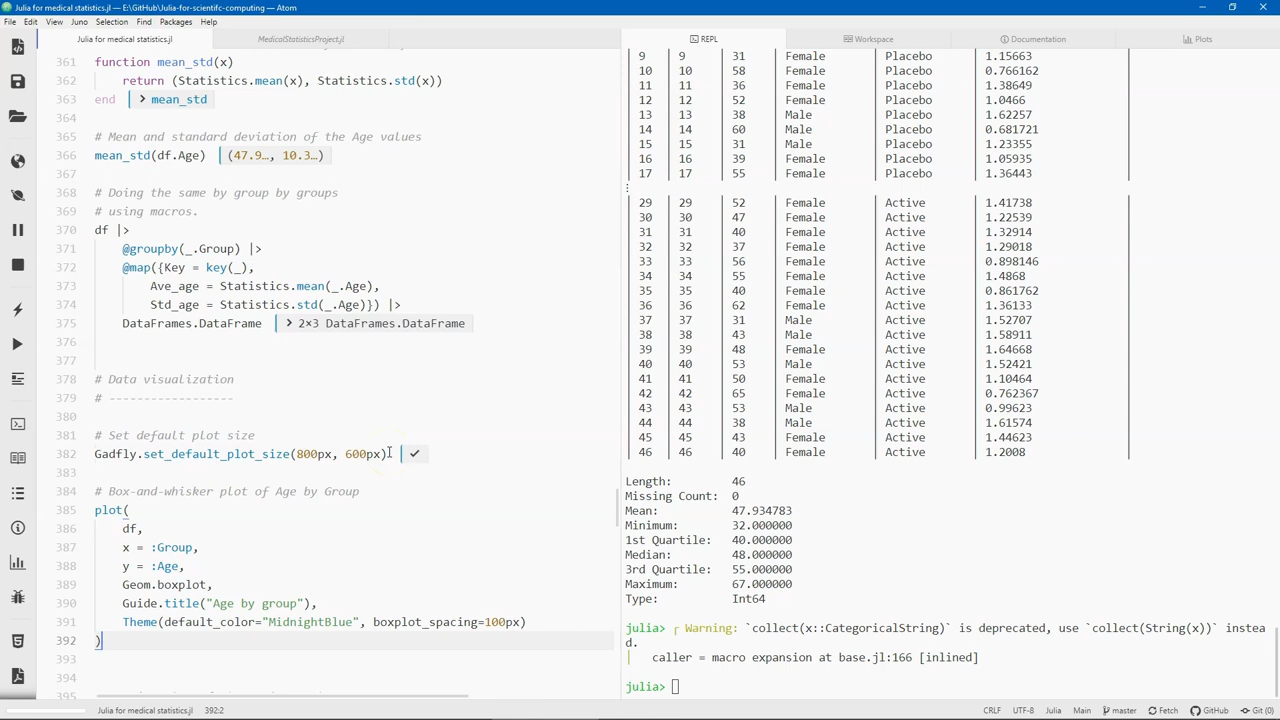 Julia for medical statistics.jl — E:\GitHub\Julia-for-scientifc-computing — Atom
File Edit View Juno Selection Find Packages Help
Julia for medical statistics.jl
MedicalStatisticsProject.jl
361 function mean_std(x)
362 return (Statistics.mean(x), Statistics.std(x))
363 end > mean_std
364
365 # Mean and standard deviation of the Age values
366 mean_std(df.Age) (47.9…, 10.3…)
367
368 # Doing the same by group by groups
369 # using macros.
370 df |>
371 @groupby(_.Group) |>
372 @map({Key = key(_),
373 Ave_age = Statistics.mean(_.Age),
374 Std_age = Statistics.std(_.Age)}) |>
375 DataFrames.DataFrame > 2×3 DataFrames.DataFrame
376
377
378 # Data visualization
379 # ------------------
380
381 # Set default plot size
382 Gadfly.set_default_plot_size(800px, 600px) ✓
383
384 # Box-and-whisker plot of Age by Group
385 plot(
386 df,
387 x = :Group,
388 y = :Age,
389 Geom.boxplot,
390 Guide.title("Age by group"),
391 Theme(default_color="MidnightBlue", boxplot_spacing=100px)
392 )
393
394
395
REPL Workspace Documentation Plots
9 9 31 Female Placebo 1.15663
10 10 58 Female Placebo 0.766162
11 11 36 Female Placebo 1.38649
12 12 52 Female Placebo 1.0466
13 13 38 Male Placebo 1.62257
14 14 60 Male Placebo 0.681721
15 15 31 Male Placebo 1.23355
16 16 39 Female Placebo 1.05935
17 17 55 Female Placebo 1.36443
⋮
29 29 52 Female Active 1.41738
30 30 47 Female Active 1.22539
31 31 40 Female Active 1.32914
32 32 37 Female Active 1.29018
33 33 56 Female Active 0.898146
34 34 55 Female Active 1.4868
35 35 40 Female Active 0.861762
36 36 62 Female Active 1.36133
37 37 31 Male Active 1.52707
38 38 43 Male Active 1.58911
39 39 48 Female Active 1.64668
40 40 53 Male Active 1.52421
41 41 50 Female Active 1.10464
42 42 65 Female Active 0.762367
43 43 53 Male Active 0.99623
44 44 38 Male Active 1.61574
45 45 43 Female Active 1.44623
46 46 40 Female Active 1.2008
Length: 46
Missing Count: 0
Mean: 47.934783
Minimum: 32.000000
1st Quartile: 40.000000
Median: 48.000000
3rd Quartile: 55.000000
Maximum: 67.000000
Type: Int64
julia> ┌ Warning: `collect(x::CategoricalString)` is deprecated, use `collect(String(x))` instea
d.
│ caller = macro expansion at base.jl:166 [inlined]
julia>
Julia for medical statistics.jl 392:2
CRLF UTF-8 Julia Main master Fetch GitHub Git (0)